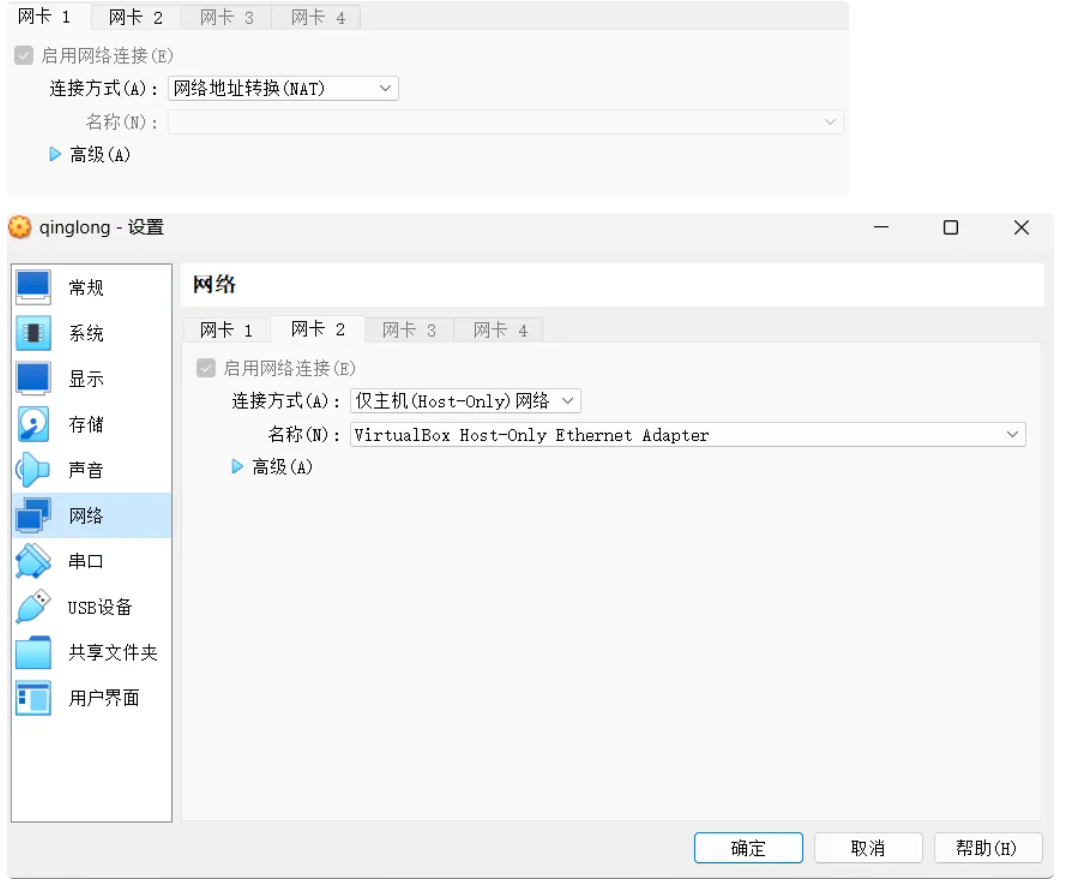 网卡 1 网卡 2 网卡 3 网卡 4
启用网络连接(E)
连接方式(A): 网络地址转换(NAT)
名称(N):
高级(A)
qinglong - 设置
常规
系统
显示
存储
声音
网络
串口
USB设备
共享文件夹
用户界面
网络
网卡 1 网卡 2 网卡 3 网卡 4
启用网络连接(E)
连接方式(A): 仅主机(Host-Only)网络
名称(N): VirtualBox Host-Only Ethernet Adapter
高级(A)
确定 取消 帮助(H)